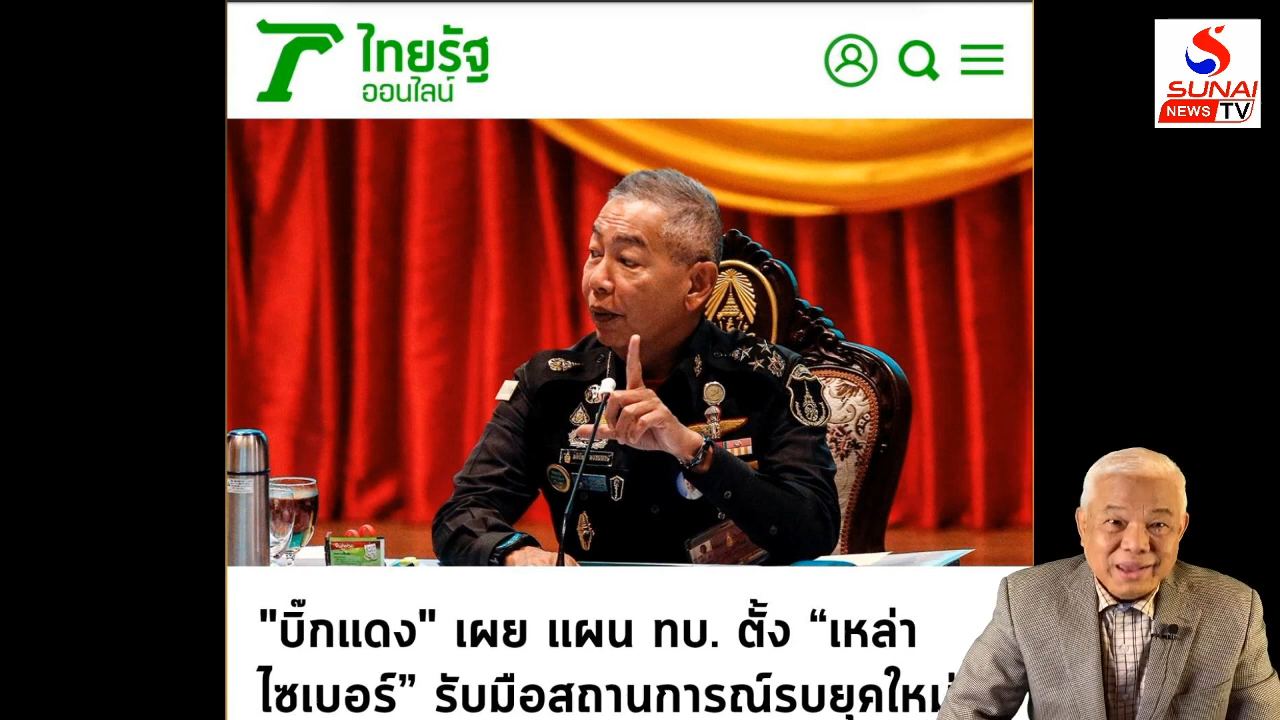 ไทยรัฐ
ออนไลน์
SUNAI
NEWS TV
"บิ๊กแดง" เผย แผน ทบ. ตั้ง “เหล่า
ไซเบอร์” รับมือสถานการณ์รบยุคใหม่